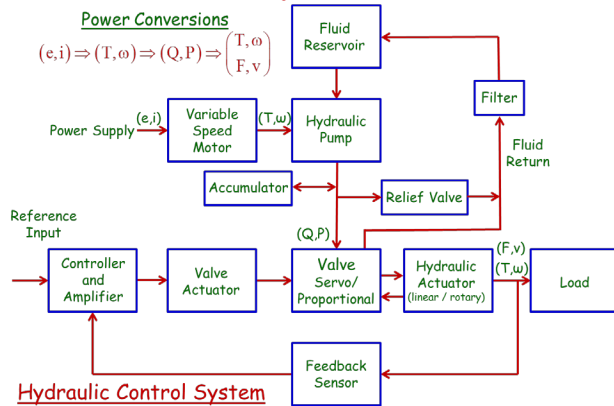 Power Conversions
(e,i) ⇒ (T,ω) ⇒ (Q,P) ⇒ (T,ω
F,v)
Fluid
Reservoir
Filter
Power Supply
(e,i)
Variable
Speed
Motor
(T,ω)
Hydraulic
Pump
Fluid
Return
Accumulator
Relief Valve
Reference
Input
(Q,P)
Controller
and
Amplifier
Valve
Actuator
Valve
Servo/
Proportional
Hydraulic
Actuator
(linear / rotary)
(F,v)
(T,ω)
Load
Feedback
Sensor
Hydraulic Control System